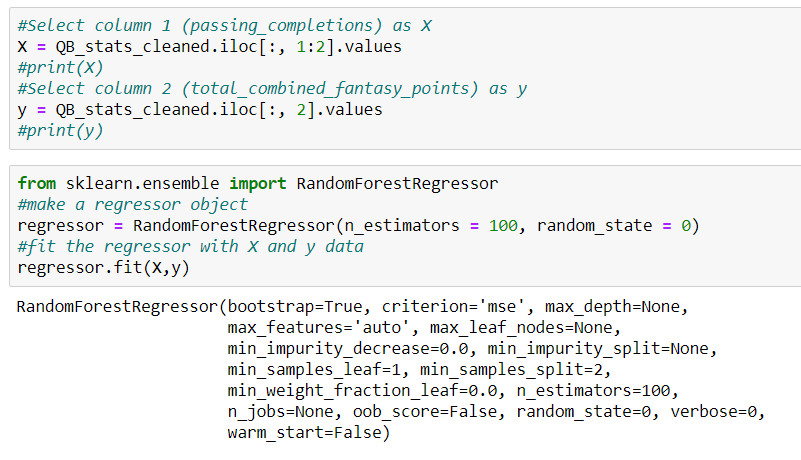 #Select column 1 (passing_completions) as X
X = QB_stats_cleaned.iloc[:, 1:2].values
#print(X)
#Select column 2 (total_combined_fantasy_points) as y
y = QB_stats_cleaned.iloc[:, 2].values
#print(y)
from sklearn.ensemble import RandomForestRegressor
#make a regressor object
regressor = RandomForestRegressor(n_estimators = 100, random_state = 0)
#fit the regressor with X and y data
regressor.fit(X,y)
RandomForestRegressor(bootstrap=True, criterion='mse', max_depth=None,
max_features='auto', max_leaf_nodes=None,
min_impurity_decrease=0.0, min_impurity_split=None,
min_samples_leaf=1, min_samples_split=2,
min_weight_fraction_leaf=0.0, n_estimators=100,
n_jobs=None, oob_score=False, random_state=0, verbose=0,
warm_start=False)